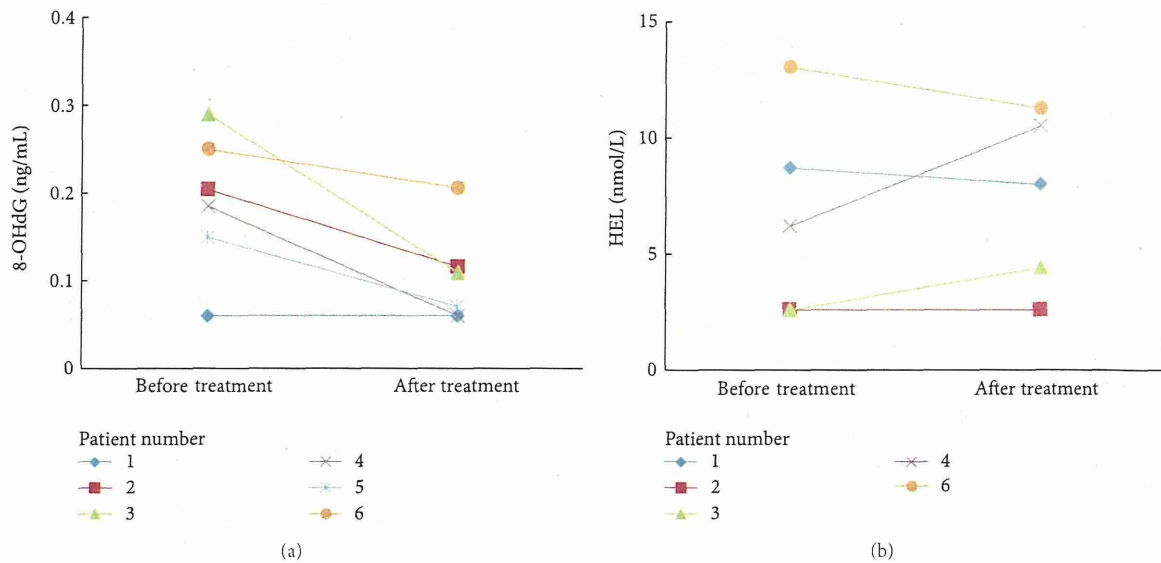 0.4
0.3
0.2
0.1
0
8-OHdG (ng/mL)
Before treatment
After treatment
Patient number
1
2
3
4
5
6
(a)
15
10
5
0
HEL (nmol/L)
Before treatment
After treatment
Patient number
1
2
3
4
6
(b)